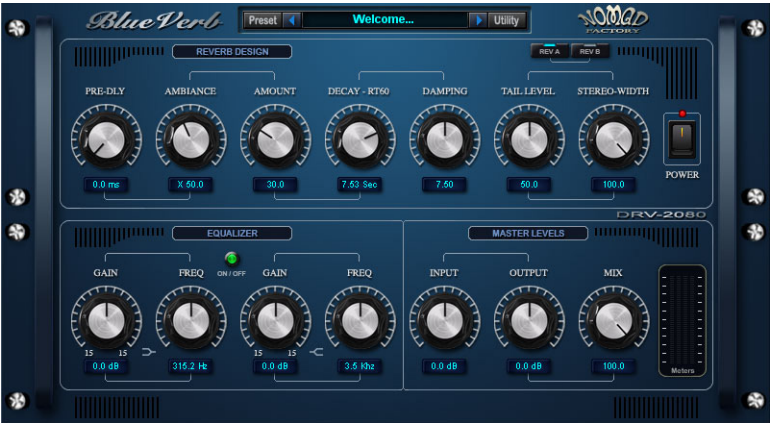 BlueVerb
Preset Welcome... Utility
NOMAD
FACTORY
REVERB DESIGN
REV A REV B
PRE-DLY AMBIANCE AMOUNT DECAY - RT60 DAMPING TAIL LEVEL STEREO-WIDTH
0.0 ms X 50.0 30.0 7.53 Sec 7.50 50.0 100.0
POWER
DRV-2080
EQUALIZER
ON / OFF
GAIN FREQ GAIN FREQ
15 15 15 15
0.0 dB 315.2 Hz 0.0 dB 3.5 Khz
MASTER LEVELS
INPUT OUTPUT MIX
0.0 dB 0.0 dB 100.0
Meters